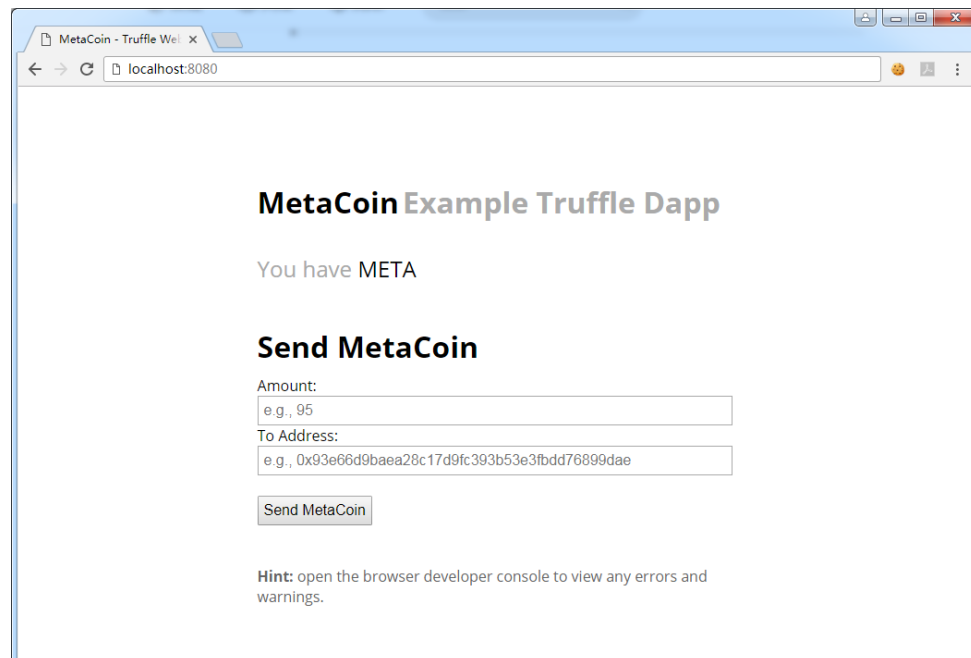 MetaCoin - Truffle Wel
localhost:8080
MetaCoin Example Truffle Dapp
You have META
Send MetaCoin
Amount:
e.g., 95
To Address:
e.g., 0x93e66d9baea28c17d9fc393b53e3fbdd76899dae
Send MetaCoin
Hint: open the browser developer console to view any errors and
warnings.